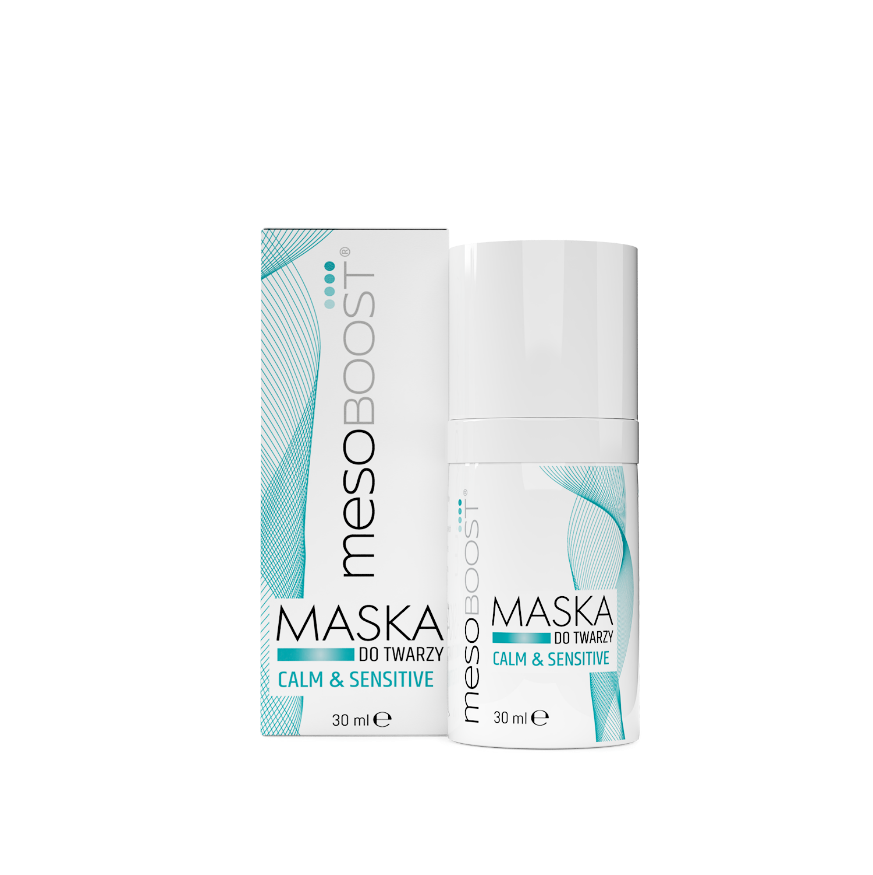 mesoBOOST®
MASKA
DO TWARZY
CALM & SENSITIVE
30 ml ℮
mesoBOOST®
MASKA
DO TWARZY
CALM & SENSITIVE
30 ml ℮